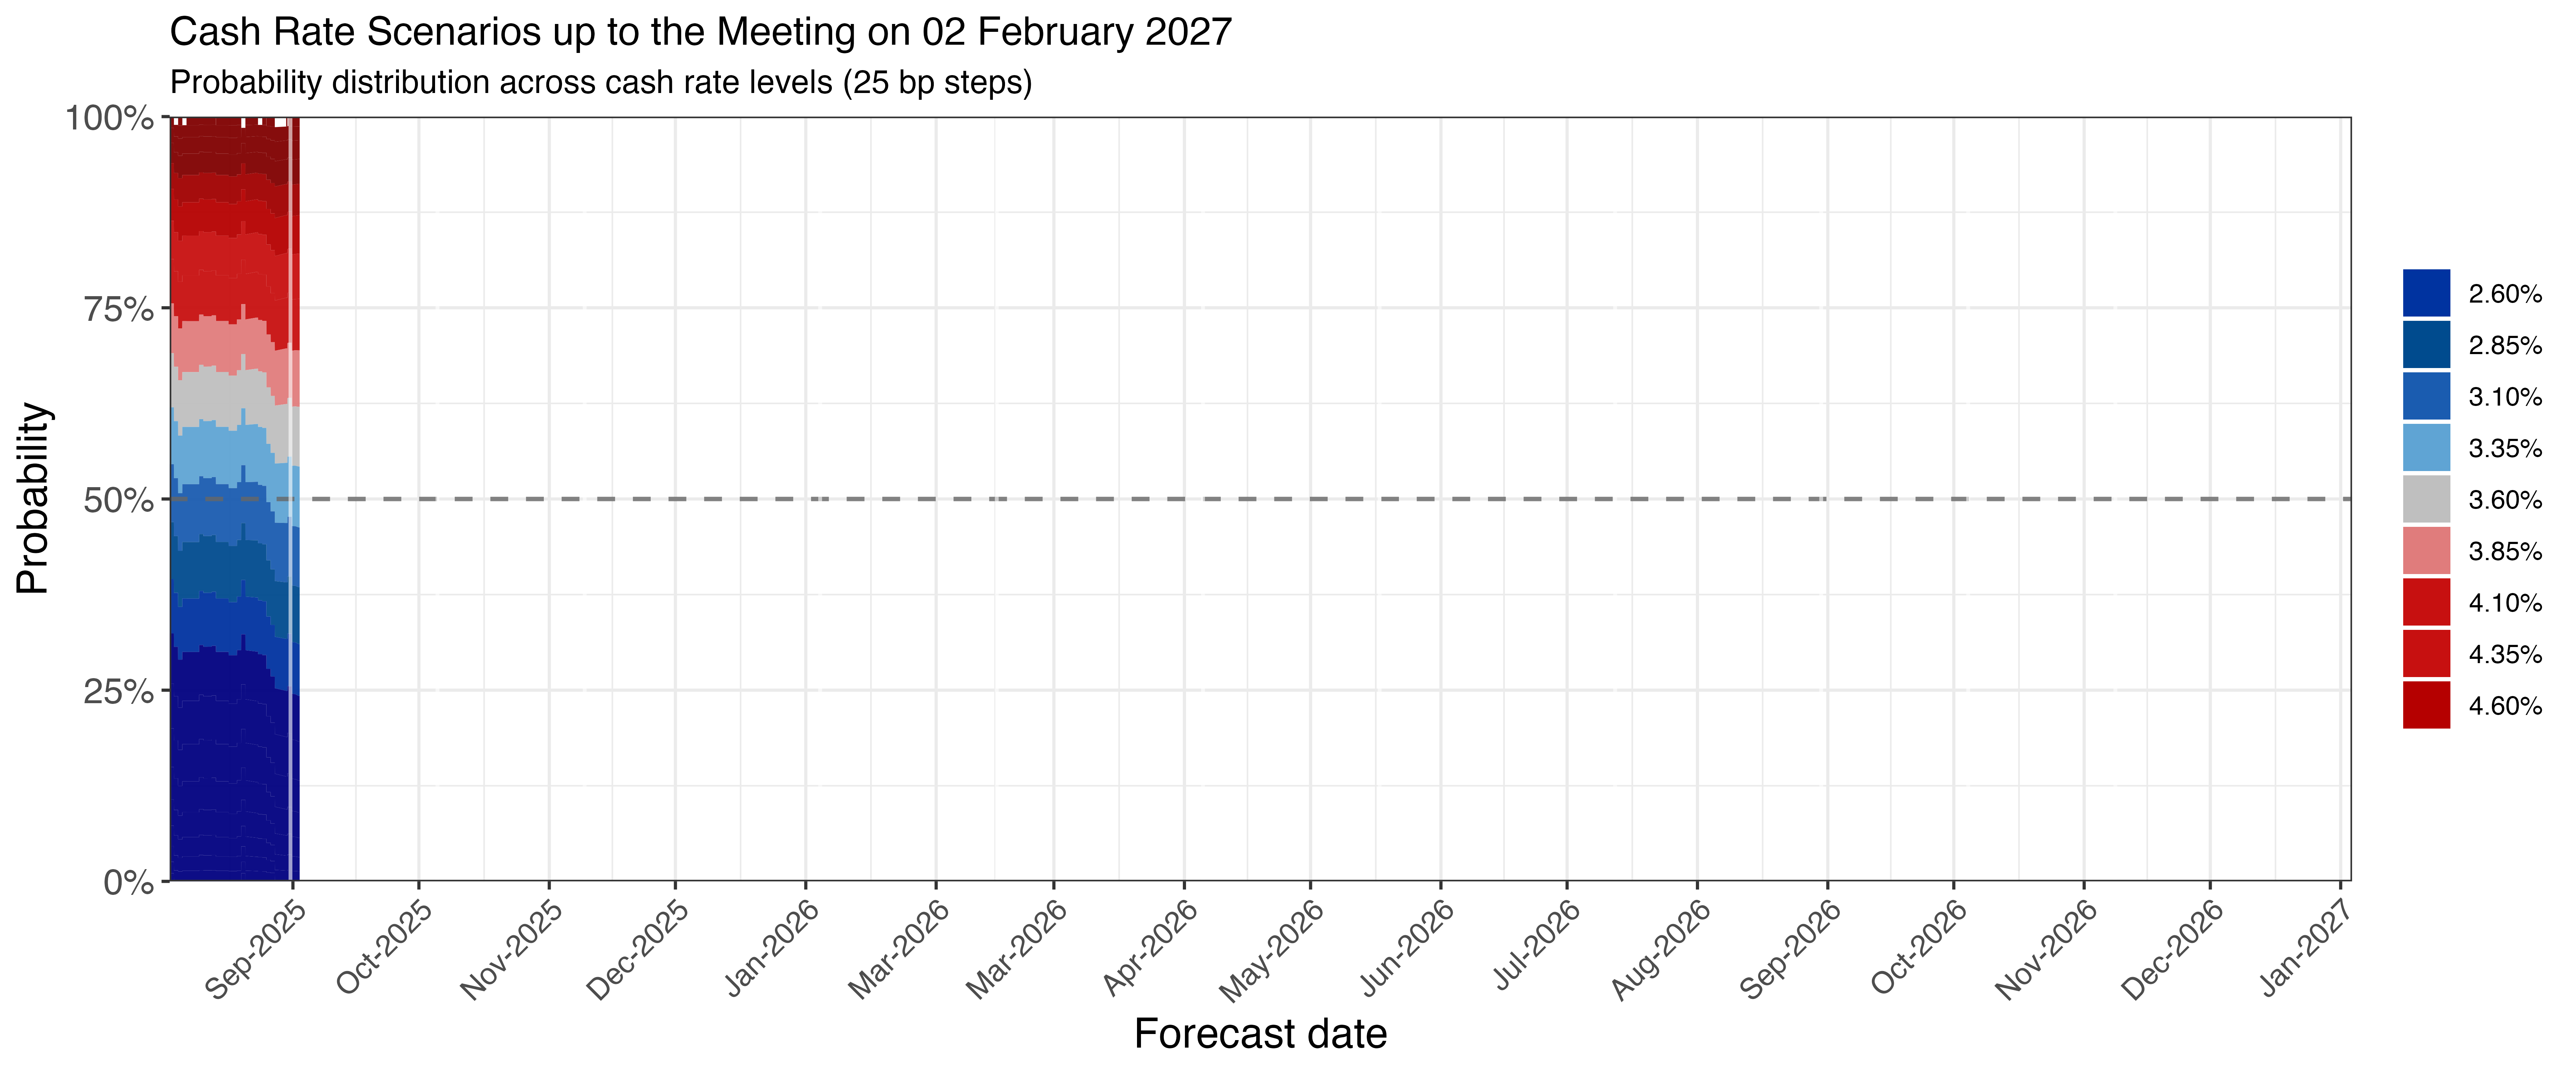 Cash Rate Scenarios up to the Meeting on 02 February 2027
Probability distribution across cash rate levels (25 bp steps)
100%
75%
50%
25%
0%
Probability
Sep-2025
Oct-2025
Nov-2025
Dec-2025
Jan-2026
Mar-2026
Mar-2026
Apr-2026
May-2026
Jun-2026
Jul-2026
Aug-2026
Sep-2026
Oct-2026
Nov-2026
Dec-2026
Jan-2027
Forecast date
2.60%
2.85%
3.10%
3.35%
3.60%
3.85%
4.10%
4.35%
4.60%